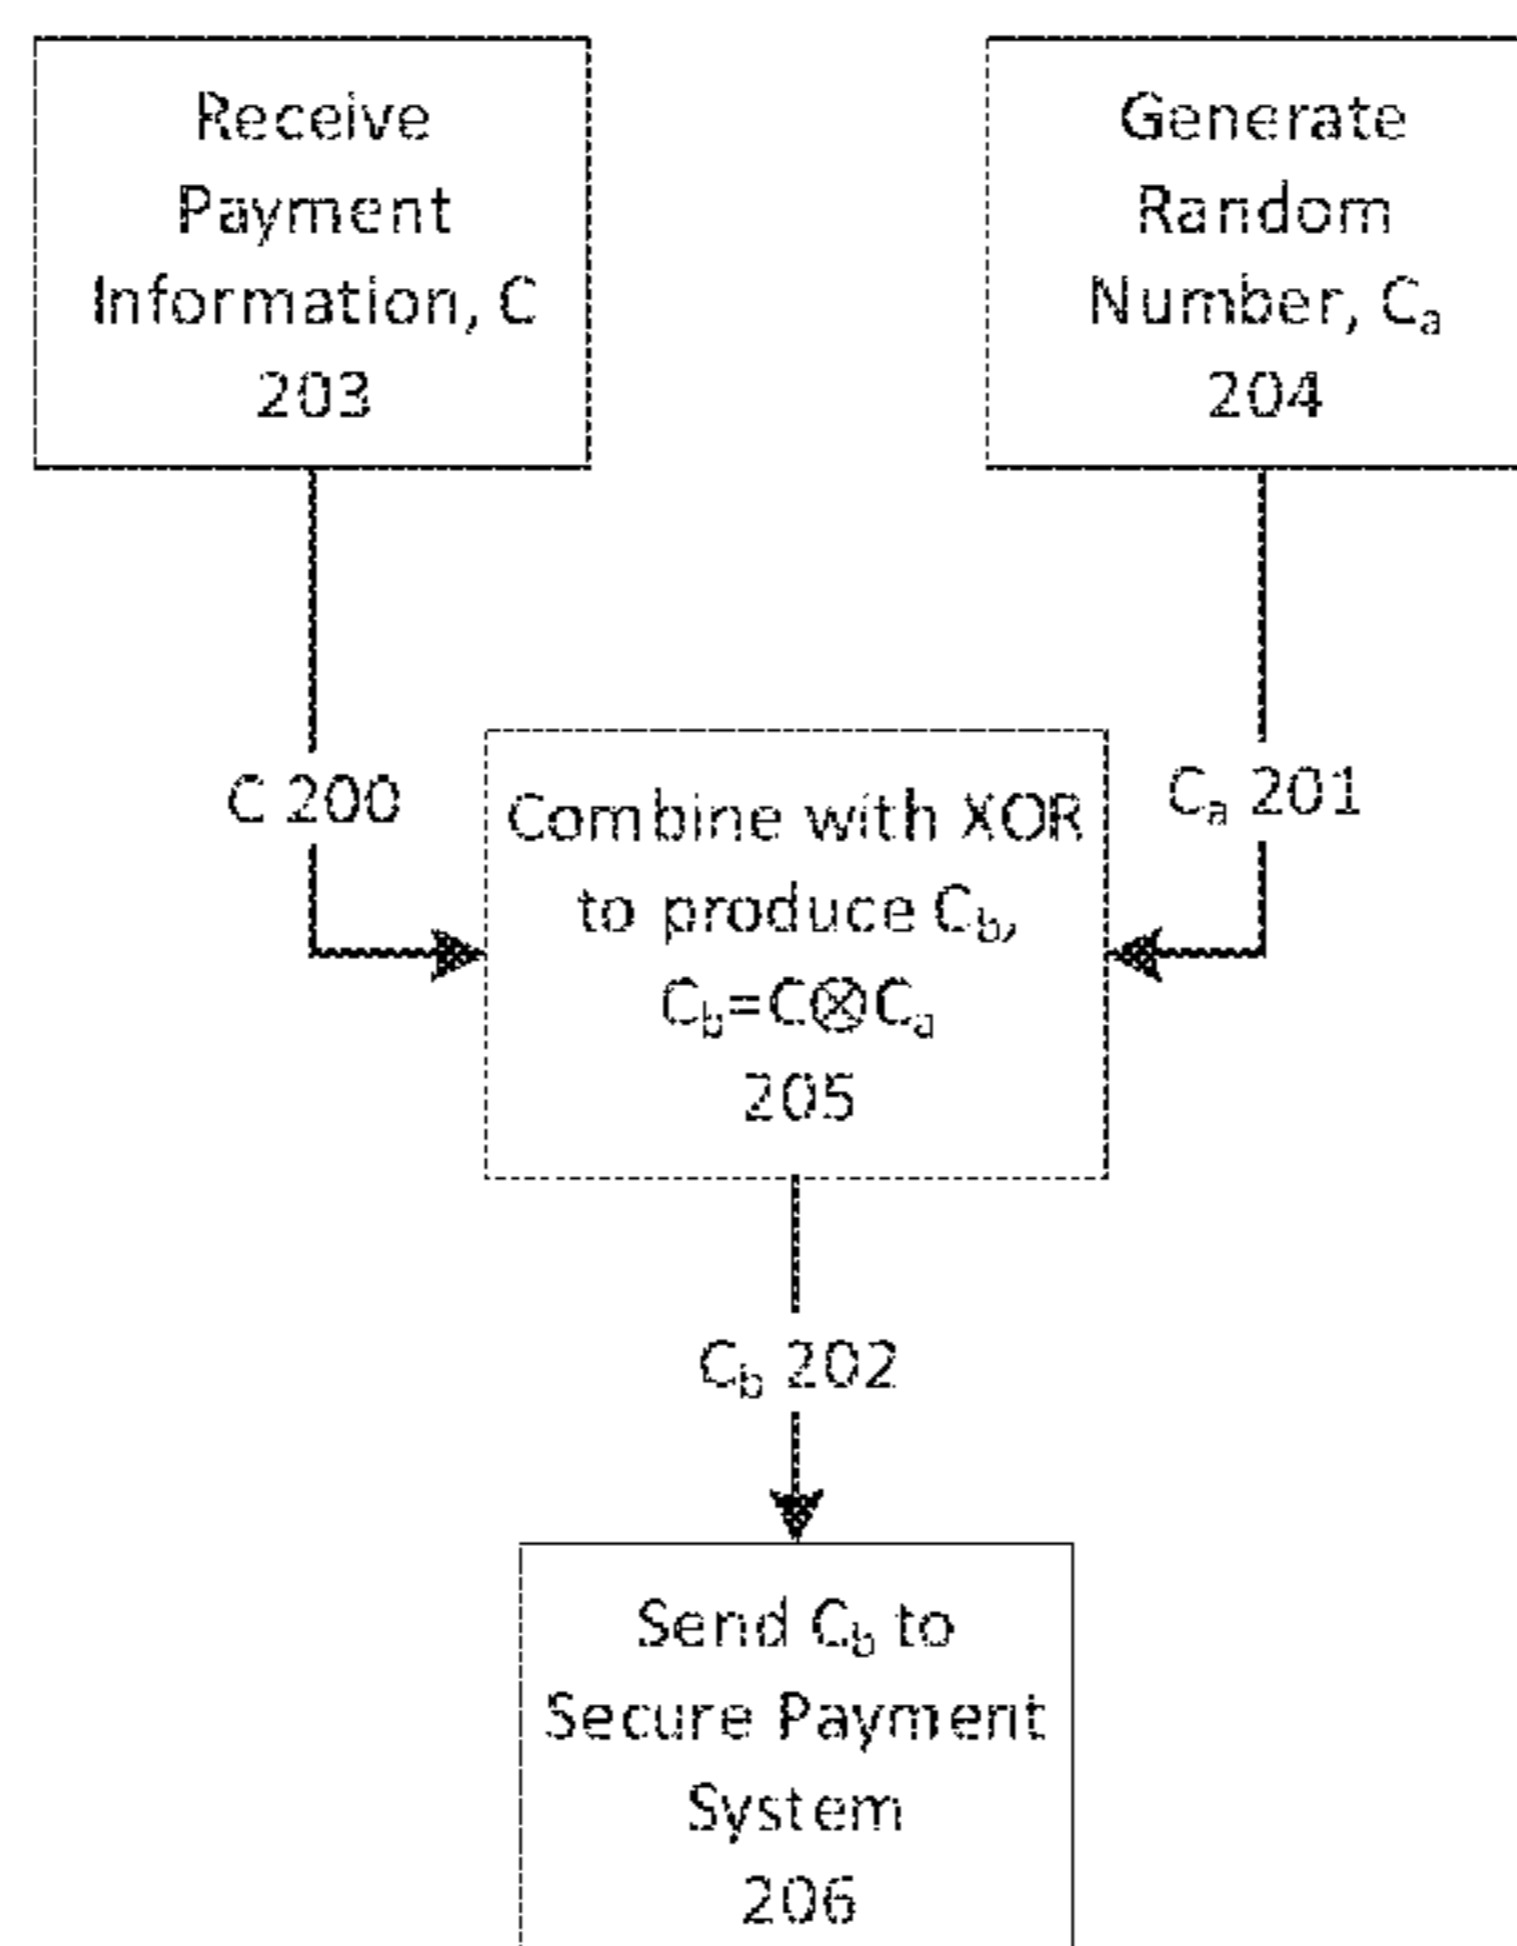 Receive
Payment
Information, C
203
Generate
Random
Number, Cₐ
204
C 200
Cₐ 201
Combine with XOR
to produce C_b,
C_b=C⊗Cₐ
205
C_b 202
Send C_b to
Secure Payment
System
206